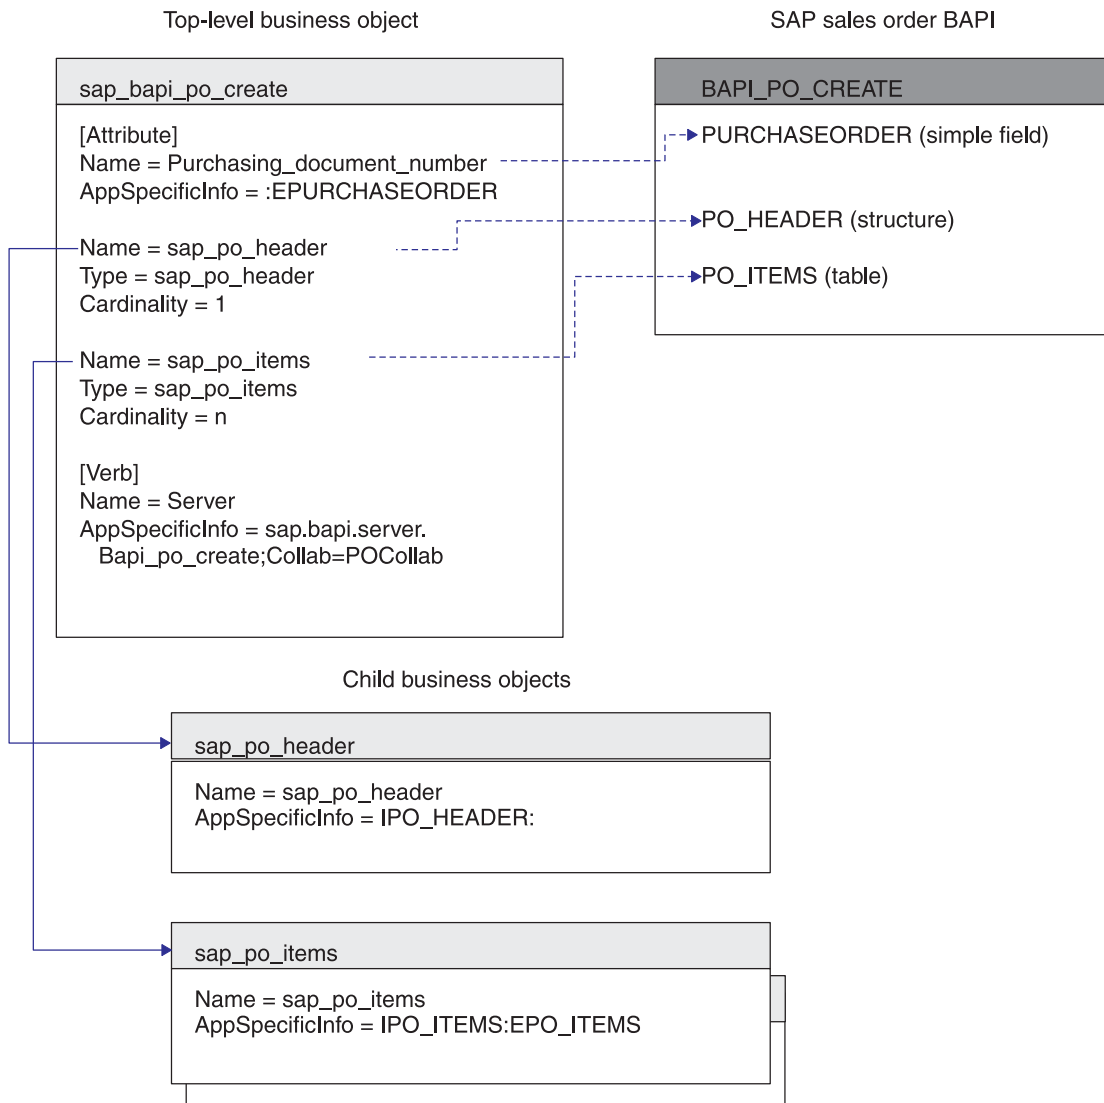 Top-level business object
SAP sales order BAPI
sap_bapi_po_create
[Attribute]
Name = Purchasing_document_number
AppSpecificInfo = :EPURCHASEORDER
Name = sap_po_header
Type = sap_po_header
Cardinality = 1
Name = sap_po_items
Type = sap_po_items
Cardinality = n
[Verb]
Name = Server
AppSpecificInfo = sap.bapi.server.
Bapi_po_create;Collab=POCollab
BAPI_PO_CREATE
PURCHASEORDER (simple field)
PO_HEADER (structure)
PO_ITEMS (table)
Child business objects
sap_po_header
Name = sap_po_header
AppSpecificInfo = IPO_HEADER:
sap_po_items
Name = sap_po_items
AppSpecificInfo = IPO_ITEMS:EPO_ITEMS